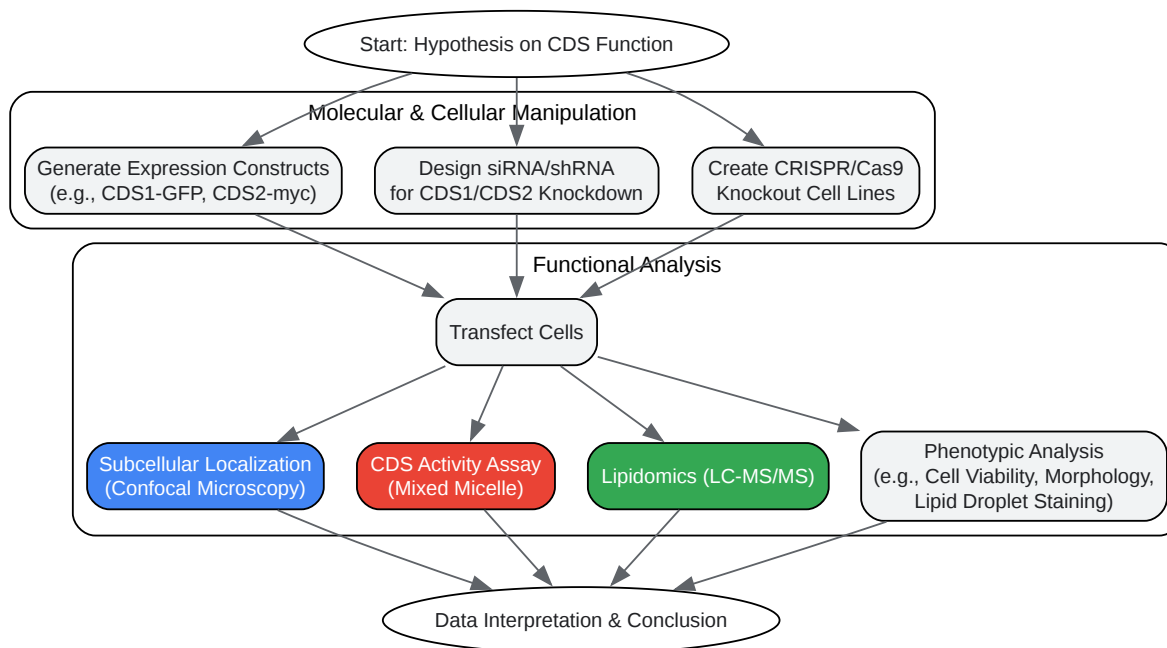 Start: Hypothesis on CDS Function
Molecular & Cellular Manipulation
Generate Expression Constructs
(e.g., CDS1-GFP, CDS2-myc)
Design siRNA/shRNA
for CDS1/CDS2 Knockdown
Create CRISPR/Cas9
Knockout Cell Lines
Functional Analysis
Transfect Cells
Subcellular Localization
(Confocal Microscopy)
CDS Activity Assay
(Mixed Micelle)
Lipidomics (LC-MS/MS)
Phenotypic Analysis
(e.g., Cell Viability, Morphology,
Lipid Droplet Staining)
Data Interpretation & Conclusion